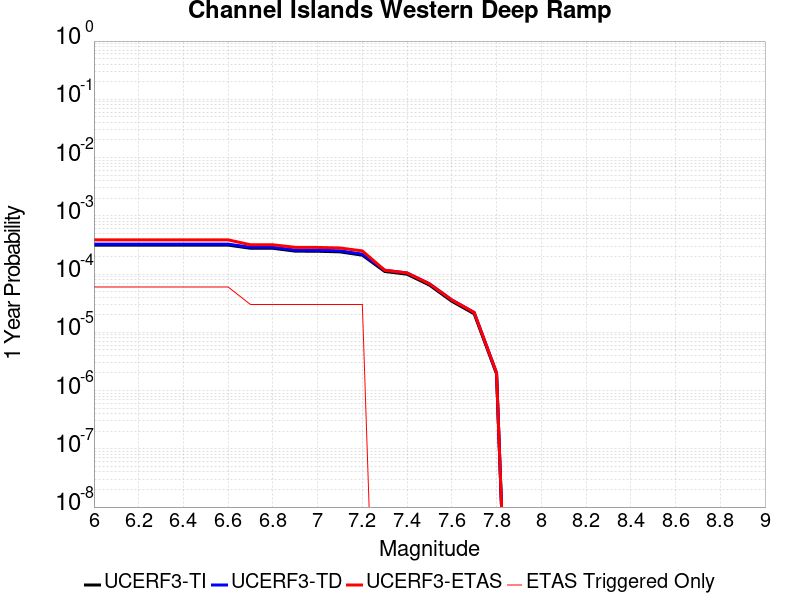 Channel Islands Western Deep Ramp
10^0
10^-1
10^-2
10^-3
10^-4
10^-5
10^-6
10^-7
10^-8
1 Year Probability
6 6.2 6.4 6.6 6.8 7 7.2 7.4 7.6 7.8 8 8.2 8.4 8.6 8.8 9
Magnitude
UCERF3-TI UCERF3-TD UCERF3-ETAS ETAS Triggered Only